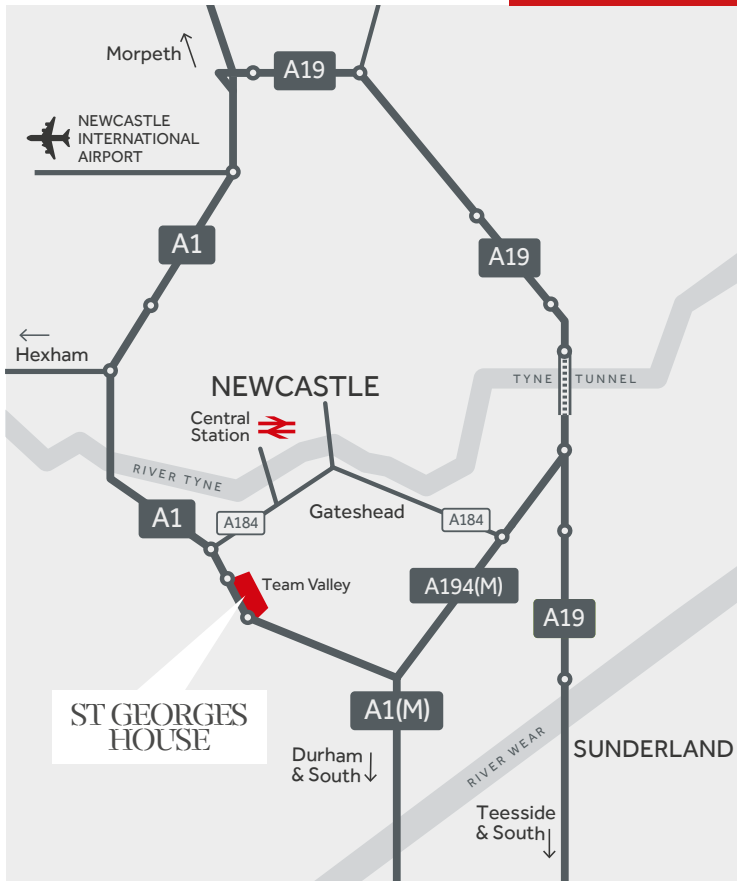 Morpeth
A19
NEWCASTLE
INTERNATIONAL
AIRPORT
A1
A19
Hexham
NEWCASTLE
TYNE TUNNEL
Central
Station
RIVER TYNE
A1
A184
Gateshead
A184
Team Valley
A194(M)
A19
ST GEORGES
HOUSE
A1(M)
Durham
& South
RIVER WEAR
SUNDERLAND
Teesside
& South